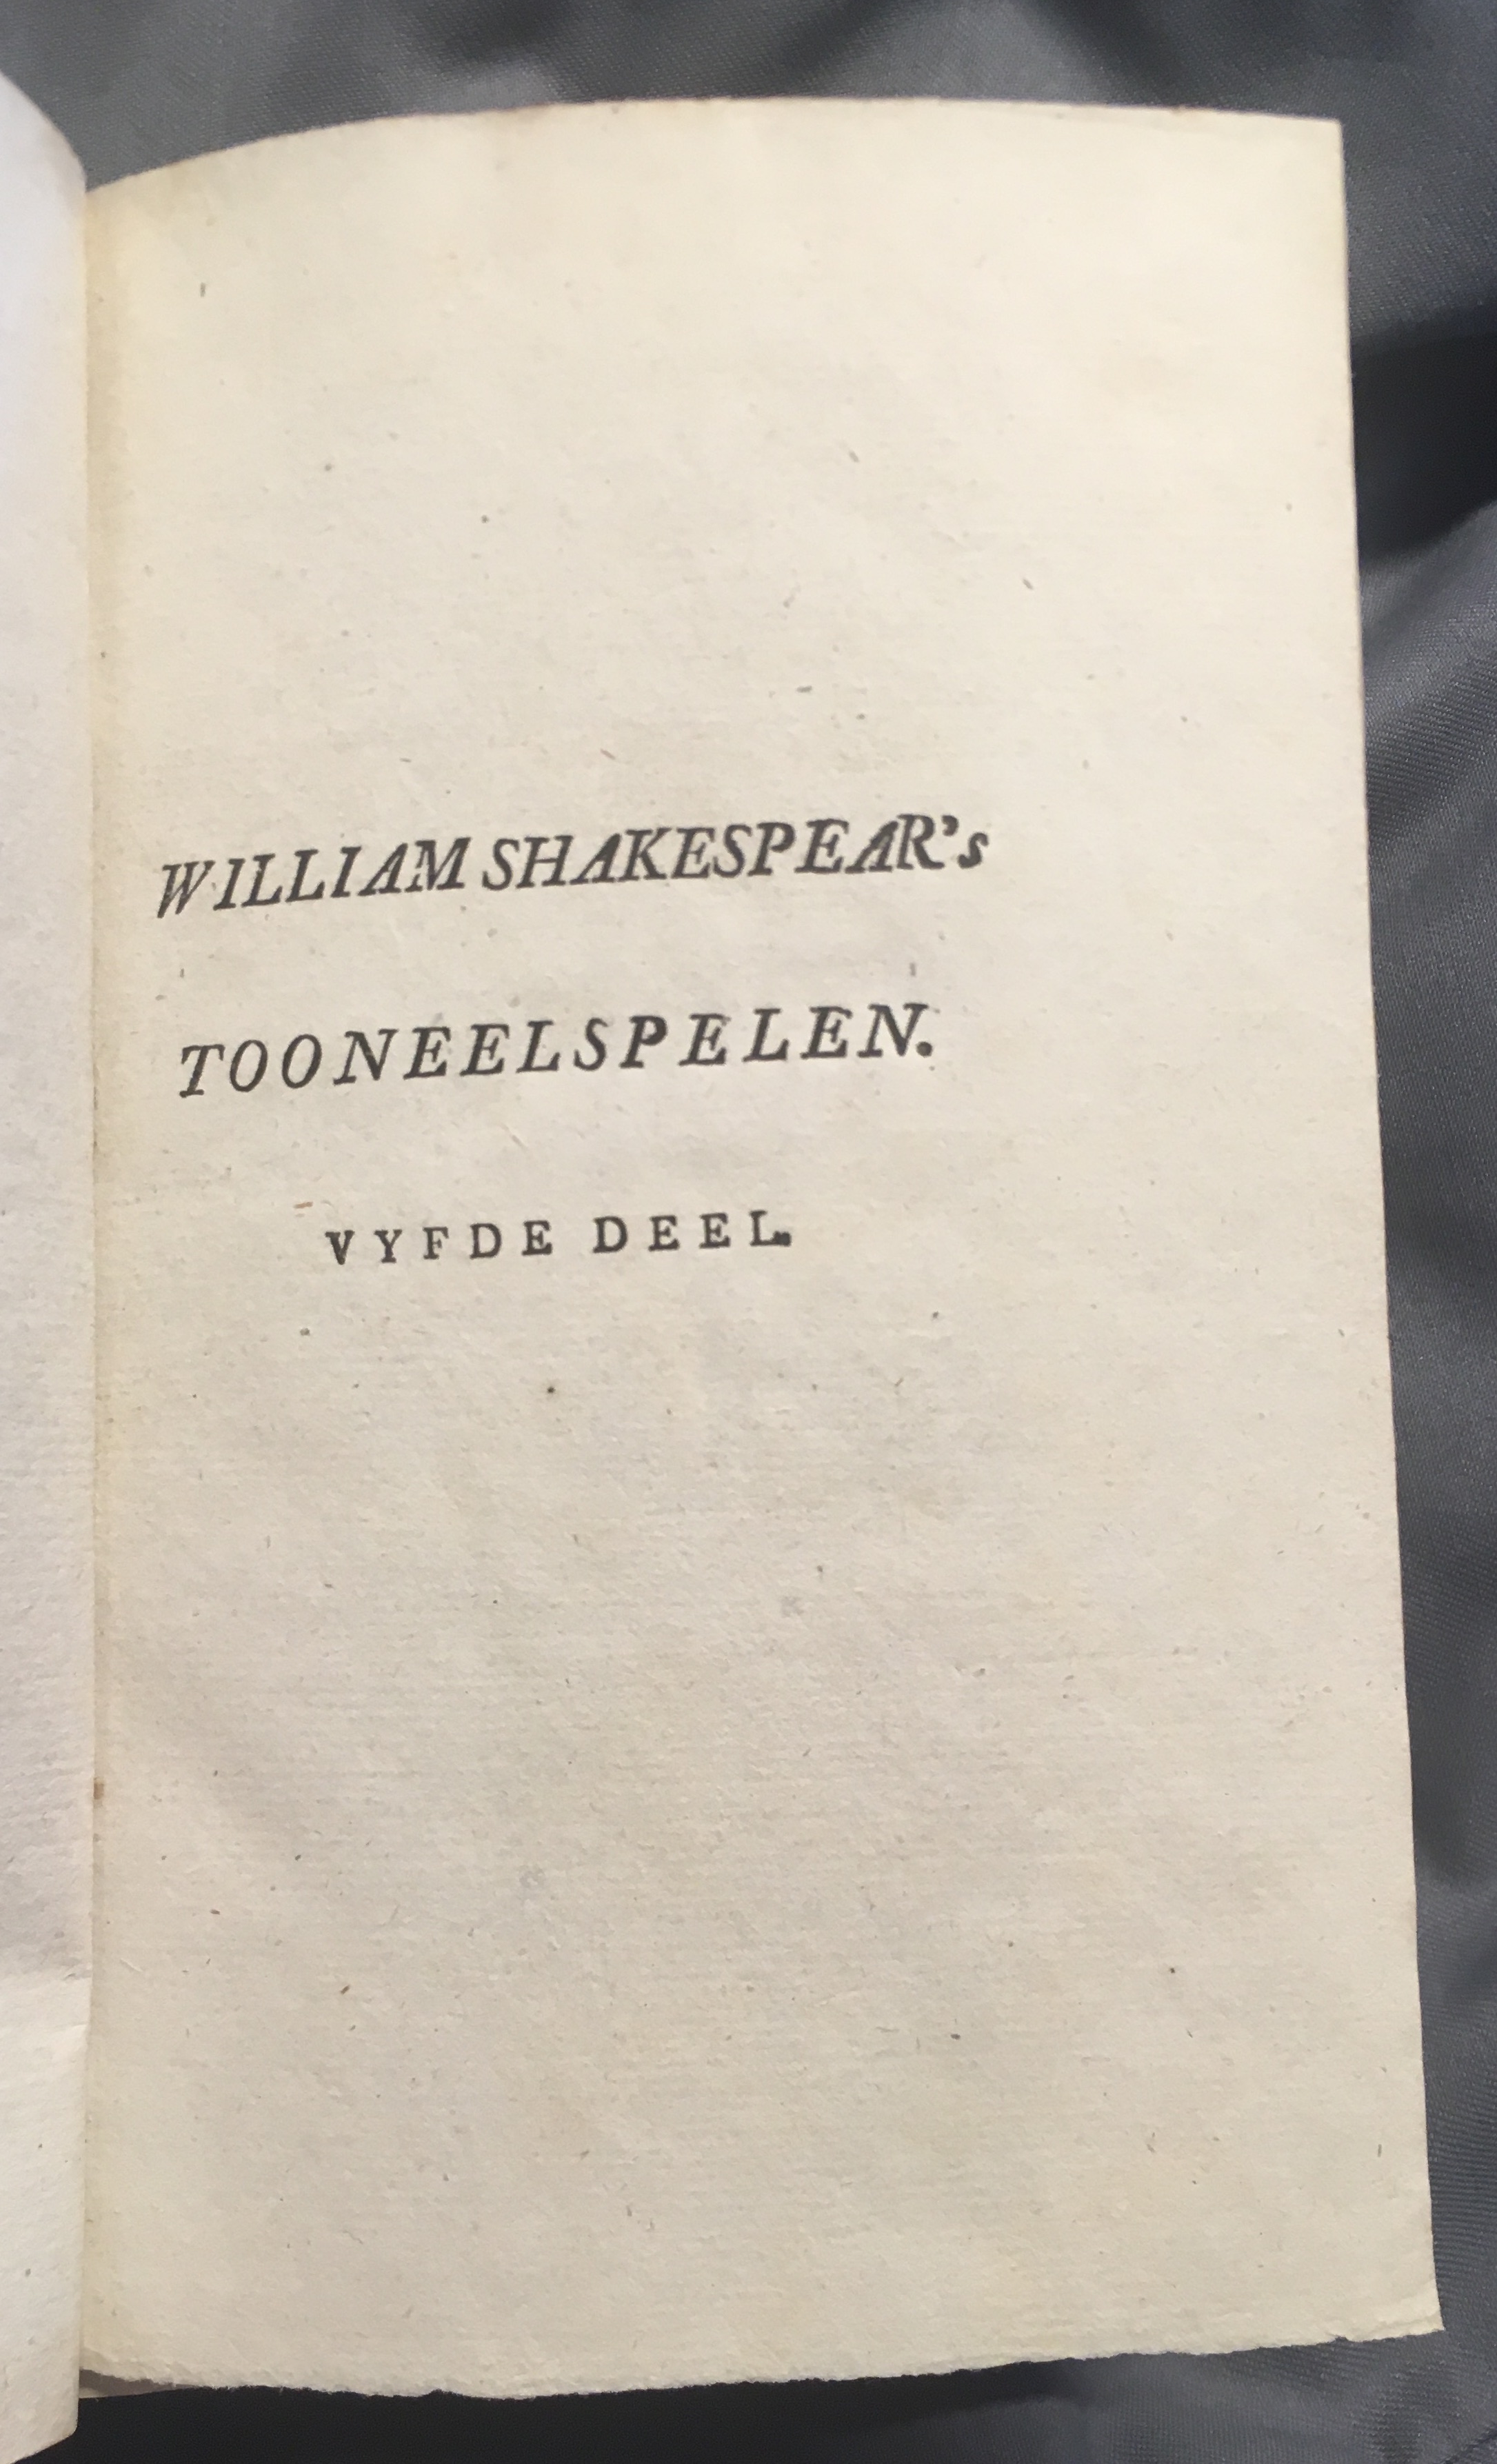 WILLIAM SHAKESPEAR's
TOONEELSPELEN.
VYFDE DEEL.